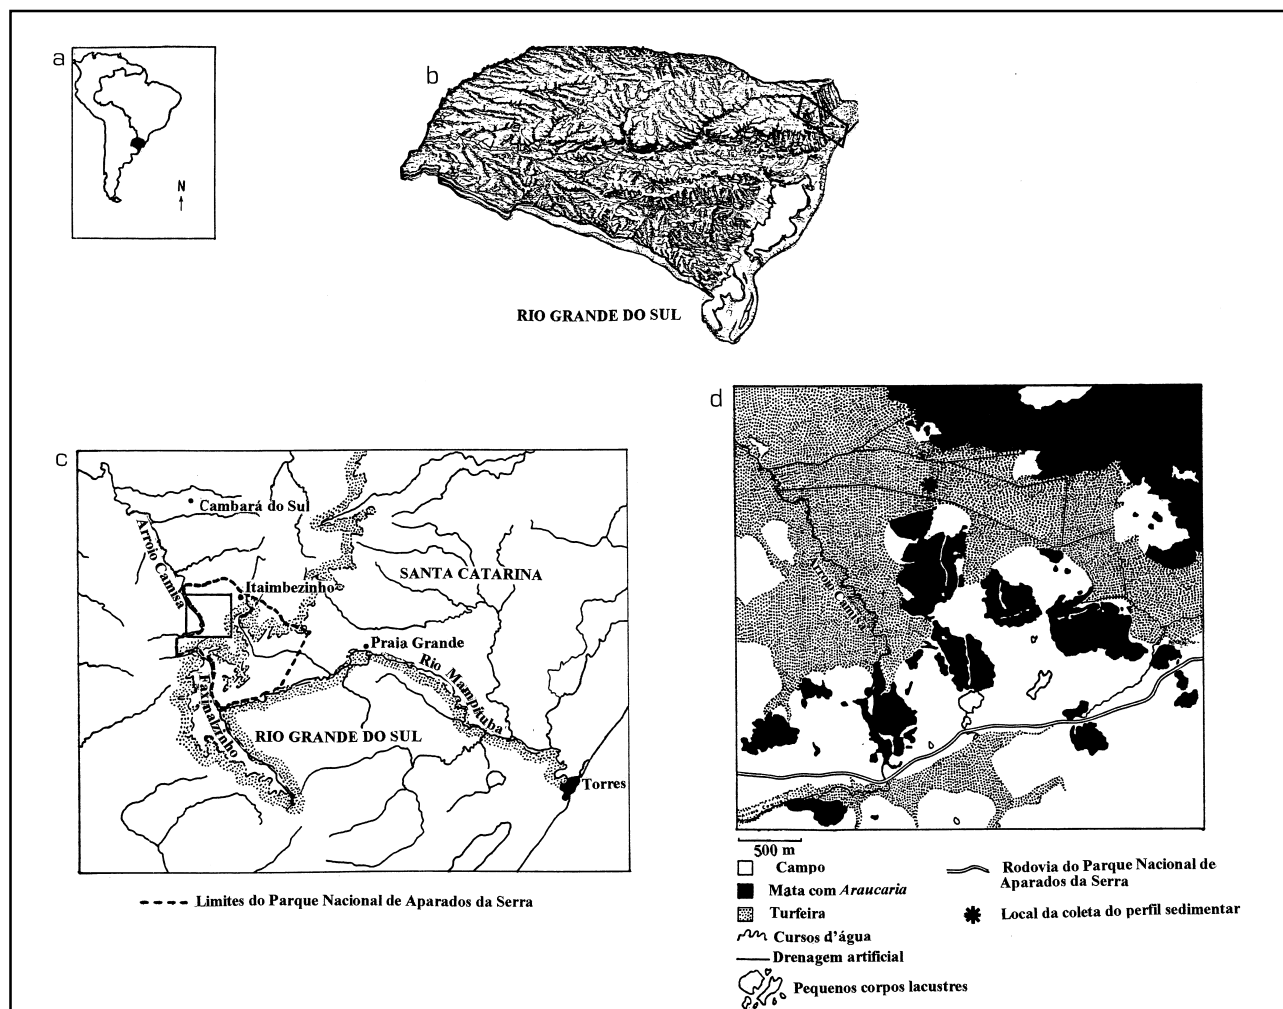 a
N
b
RIO GRANDE DO SUL
c
Cambará do Sul
Arroio Camisa
Itaimbezinho
SANTA CATARINA
Praia Grande
Rio Mampituba
Faxinalzinho
RIO GRANDE DO SUL
Torres
Limites do Parque Nacional de Aparados da Serra
d
Arroio Camisa
500 m
Campo
Mata com Araucaria
Turfeira
Cursos d'água
Drenagem artificial
Pequenos corpos lacustres
Rodovia do Parque Nacional de
Aparados da Serra
Local da coleta do perfil sedimentar